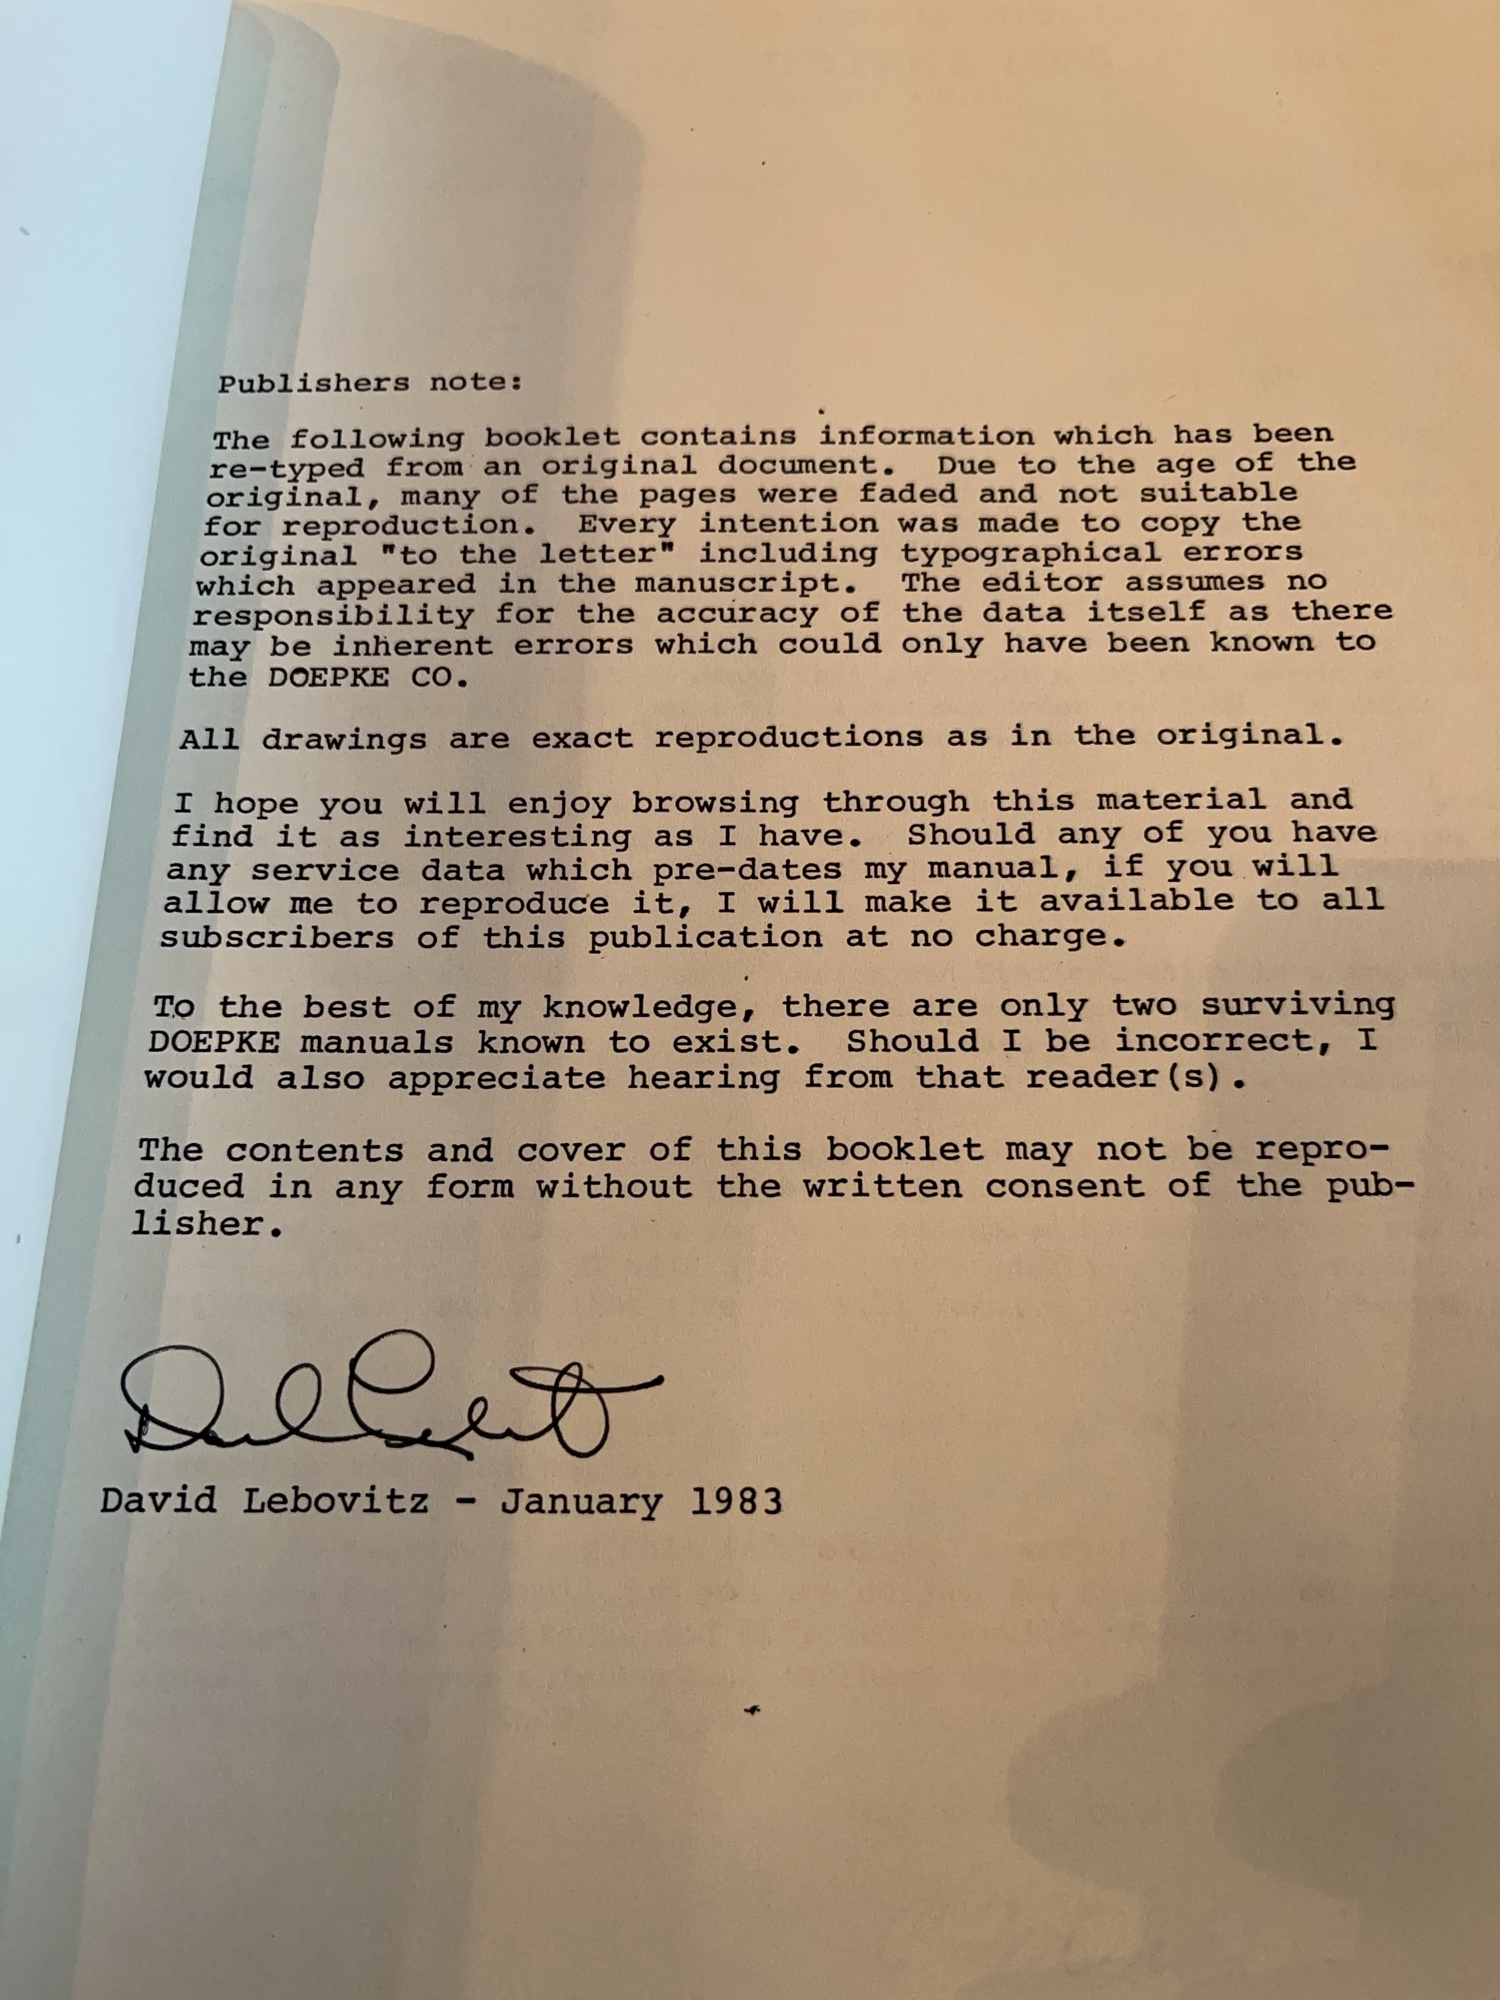 Publishers note:
The following booklet contains information which has been
re-typed from an original document. Due to the age of the
original, many of the pages were faded and not suitable
for reproduction. Every intention was made to copy the
original "to the letter" including typographical errors
which appeared in the manuscript. The editor assumes no
responsibility for the accuracy of the data itself as there
may be inherent errors which could only have been known to
the DOEPKE CO.
All drawings are exact reproductions as in the original.
I hope you will enjoy browsing through this material and
find it as interesting as I have. Should any of you have
any service data which pre-dates my manual, if you will
allow me to reproduce it, I will make it available to all
subscribers of this publication at no charge.
To the best of my knowledge, there are only two surviving
DOEPKE manuals known to exist. Should I be incorrect, I
would also appreciate hearing from that reader(s).
The contents and cover of this booklet may not be repro-
duced in any form without the written consent of the pub-
lisher.
David Lebovitz - January 1983